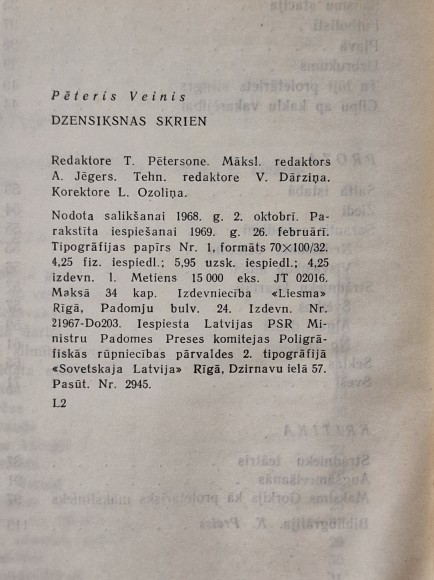 Pēteris Veinis
DZENSIKSNAS SKRIEN
Redaktore T. Pētersone. Māksl. redaktors
A. Jēgers. Tehn. redaktore V. Dārziņa.
Korektore L. Ozoliņa.
Nodota salikšanai 1968. g. 2. oktobrī. Pa-
rakstīta iespiešanai 1969. g. 26. februārī.
Tipogrāfijas papīrs Nr. 1, formāts 70×100/32.
4,25 fiz. iespiedl.; 5,95 uzsk. iespiedl.; 4,25
izdevn. l. Metiens 15 000 eks. JT 02016.
Maksā 34 kap. Izdevniecība «Liesma»
Rīgā, Padomju bulv. 24. Izdevn. Nr.
21967-Do203. Iespiesta Latvijas PSR Mi-
nistru Padomes Preses komitejas Poligrā-
fiskās rūpniecības pārvaldes 2. tipogrāfijā
«Sovetskaja Latvija» Rīgā, Dzirnavu ielā 57.
Pasūt. Nr. 2945.
L2